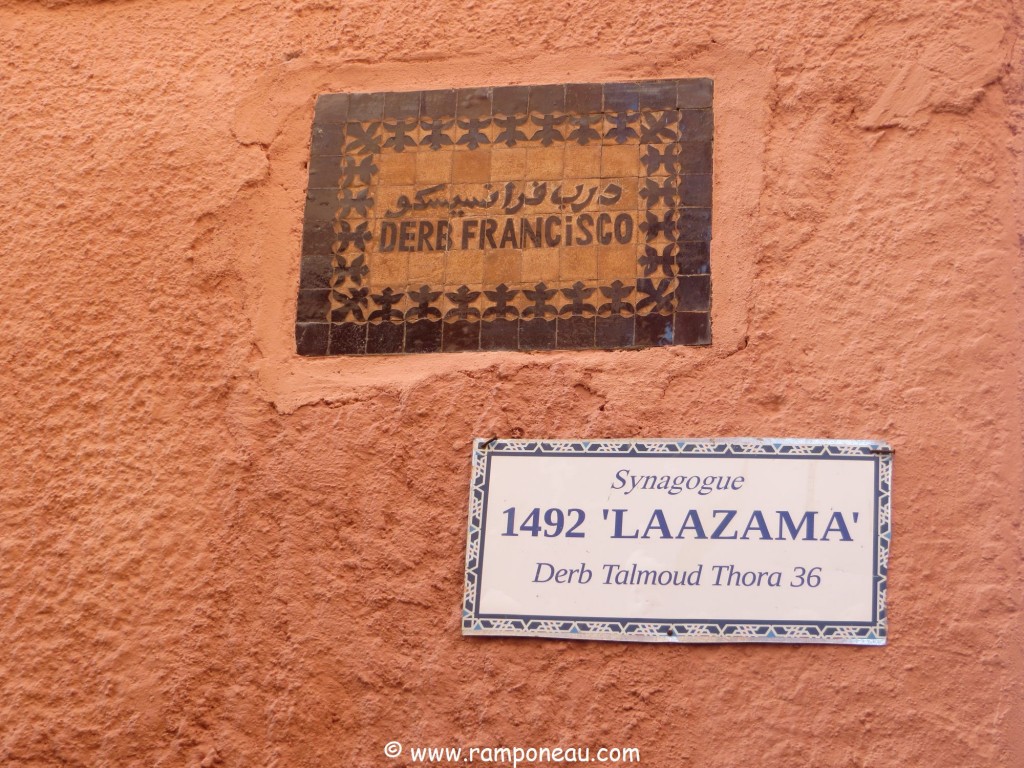 درب فرانسيسكو
DERB FRANCiSCO
Synagogue
1492 'LAAZAMA'
Derb Talmoud Thora 36
© www.ramponeau.com